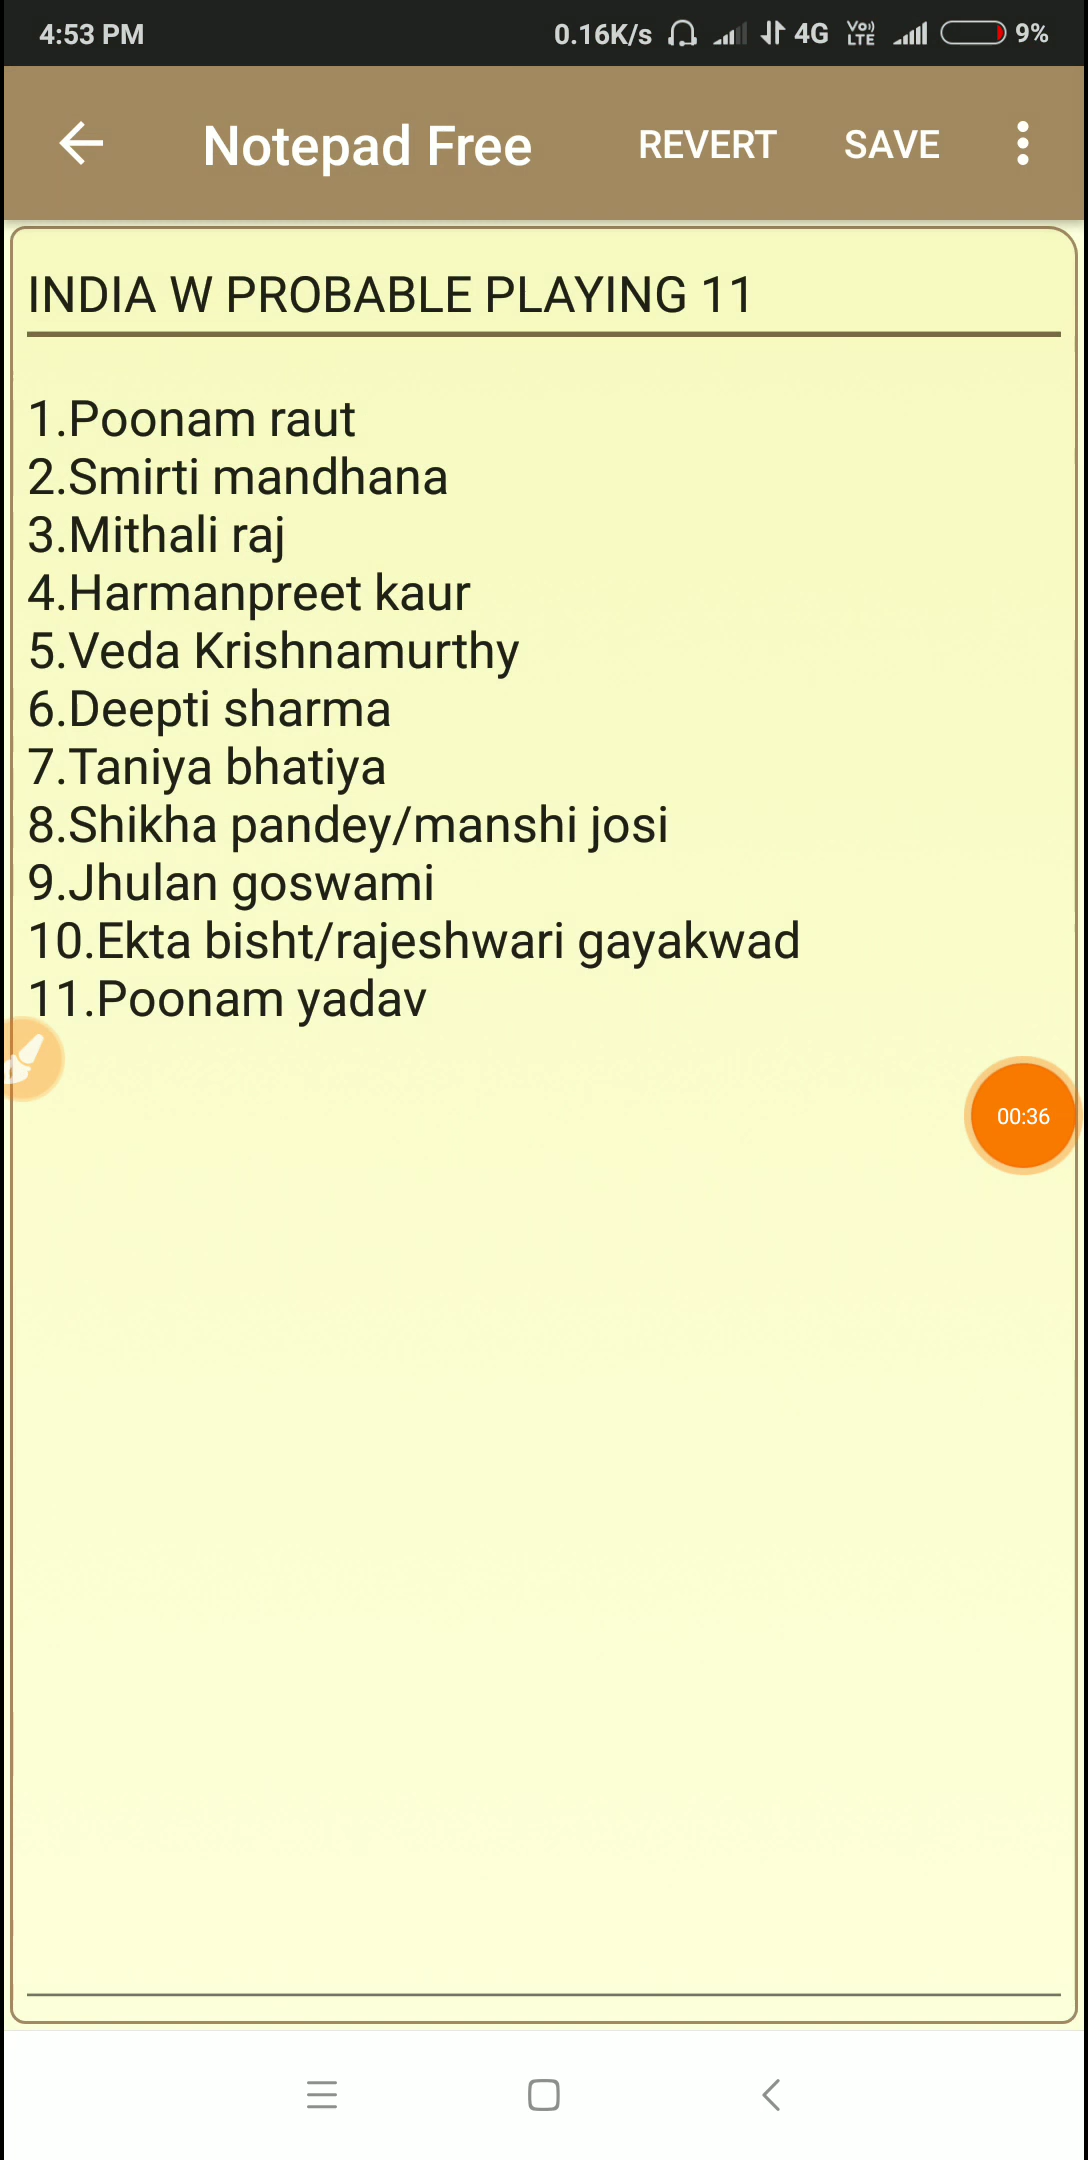 4:53 PM 0.16K/s 4G VoLTE 9%
Notepad Free REVERT SAVE
INDIA W PROBABLE PLAYING 11
1.Poonam raut
2.Smirti mandhana
3.Mithali raj
4.Harmanpreet kaur
5.Veda Krishnamurthy
6.Deepti sharma
7.Taniya bhatiya
8.Shikha pandey/manshi josi
9.Jhulan goswami
10.Ekta bisht/rajeshwari gayakwad
11.Poonam yadav
00:36